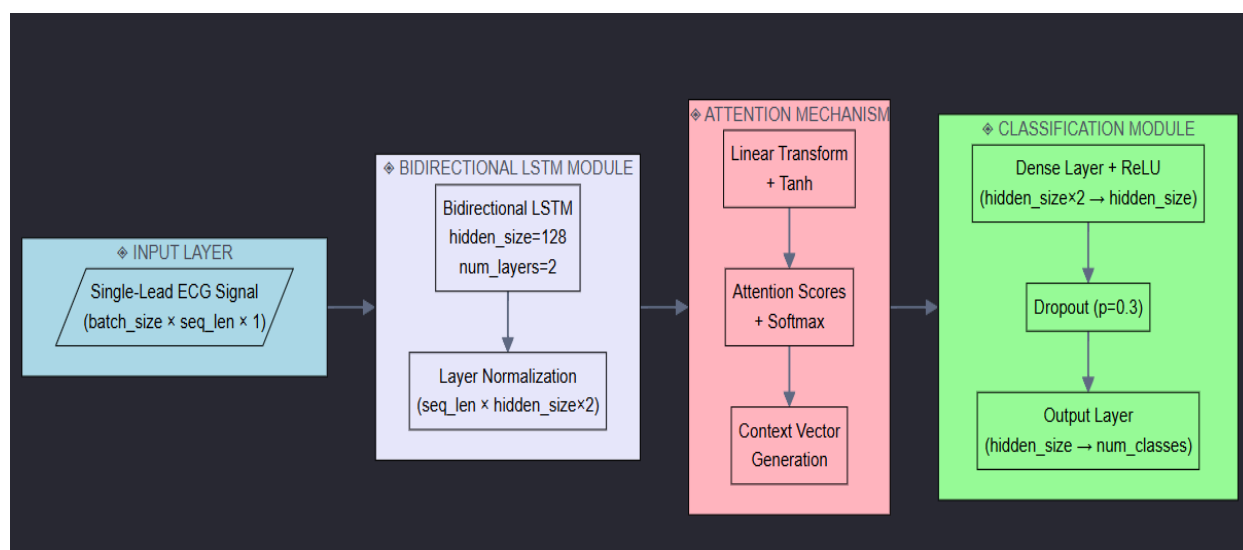 ◈ INPUT LAYER
Single-Lead ECG Signal
(batch_size × seq_len × 1)
◈ BIDIRECTIONAL LSTM MODULE
Bidirectional LSTM
hidden_size=128
num_layers=2
Layer Normalization
(seq_len × hidden_size×2)
◈ ATTENTION MECHANISM
Linear Transform
+ Tanh
Attention Scores
+ Softmax
Context Vector
Generation
◈ CLASSIFICATION MODULE
Dense Layer + ReLU
(hidden_size×2 → hidden_size)
Dropout (p=0.3)
Output Layer
(hidden_size → num_classes)